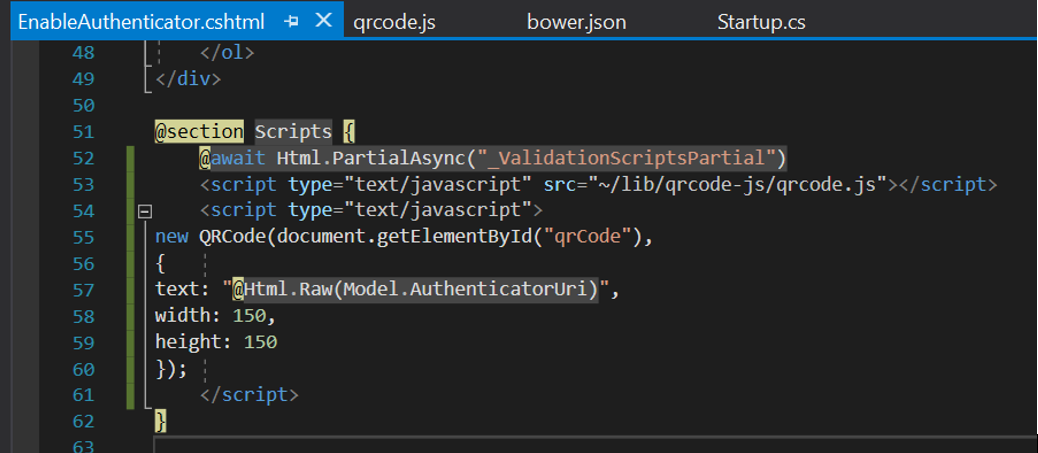 EnableAuthenticator.cshtml qrcode.js bower.json Startup.cs
48 </ol>
49 </div>
50
51 @section Scripts {
52 @await Html.PartialAsync("_ValidationScriptsPartial")
53 <script type="text/javascript" src="~/lib/qrcode-js/qrcode.js"></script>
54 <script type="text/javascript">
55 new QRCode(document.getElementById("qrCode"),
56 {
57 text: "@Html.Raw(Model.AuthenticatorUri)",
58 width: 150,
59 height: 150
60 });
61 </script>
62 }
63